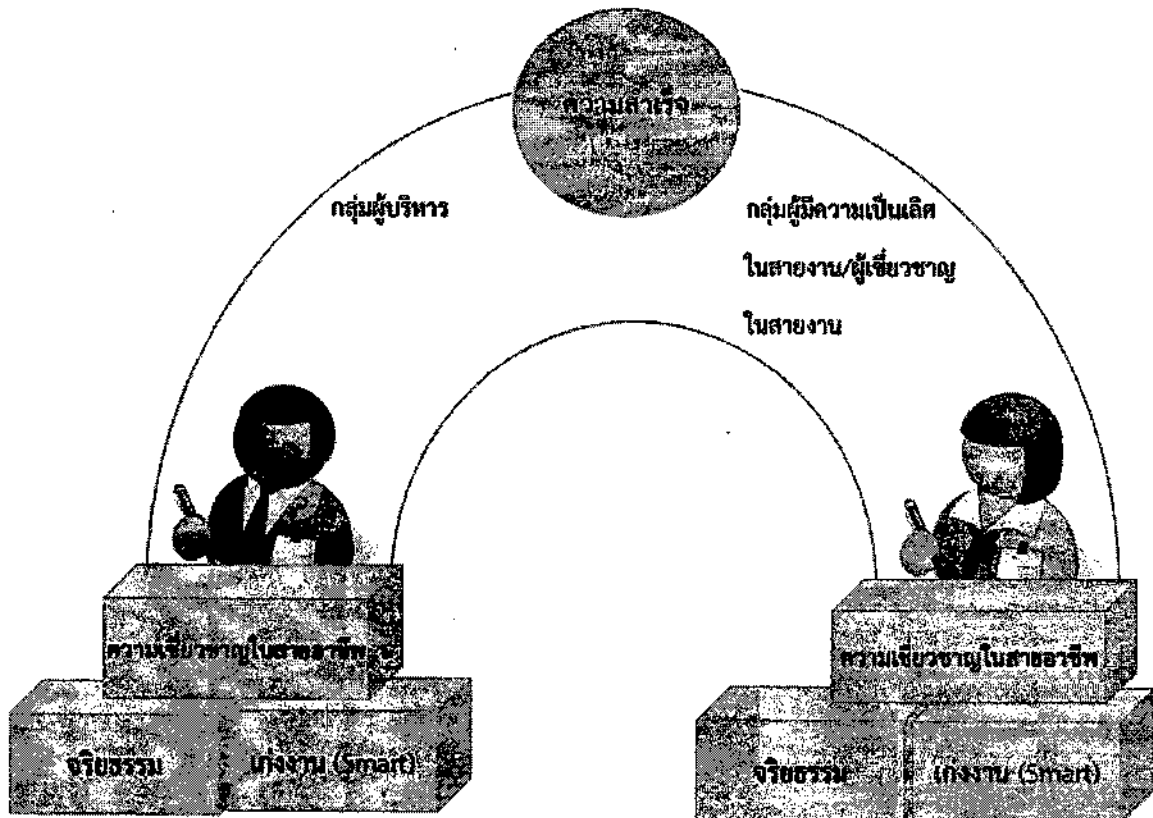 ความสำเร็จ
กลุ่มผู้บริหาร
กลุ่มผู้มีความเป็นเลิศ
ในสายงาน/ผู้เชี่ยวชาญ
ในสายงาน
ความเชี่ยวชาญในสายอาชีพ
จริยธรรม
เก่งงาน (Smart)
ความเชี่ยวชาญในสายอาชีพ
จริยธรรม
เก่งงาน (Smart)